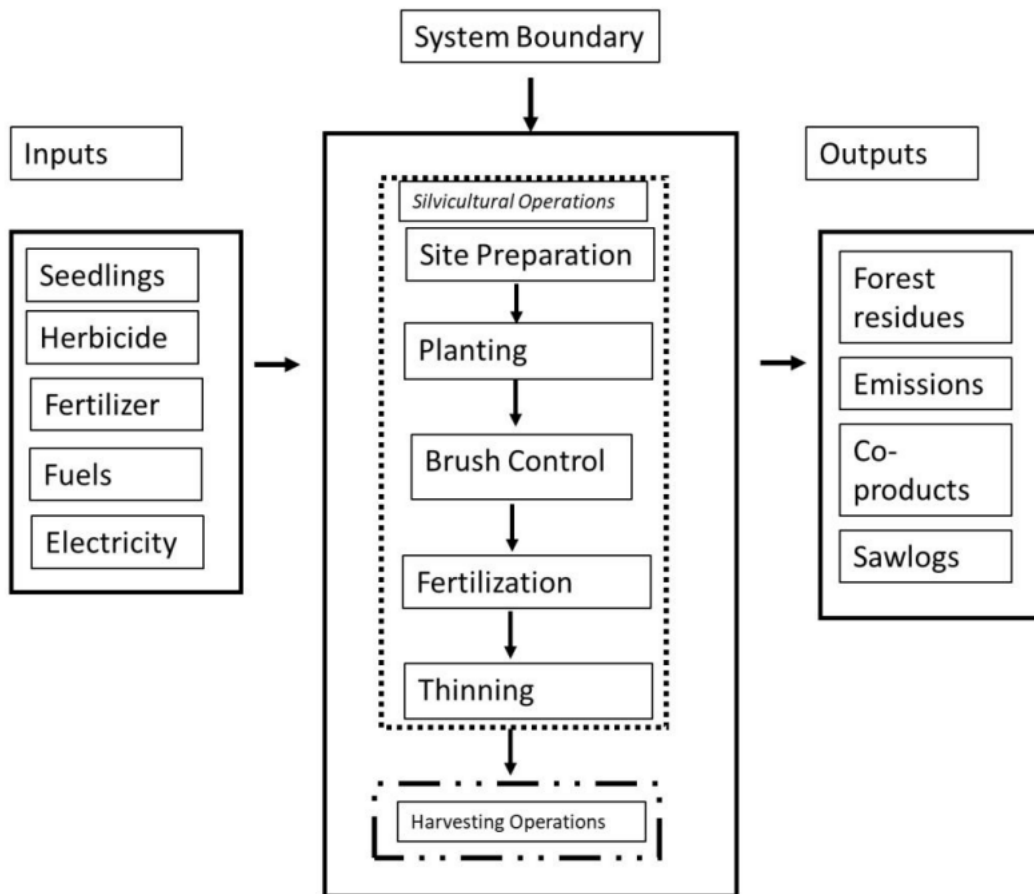 System Boundary
Inputs
Outputs
Seedlings
Herbicide
Fertilizer
Fuels
Electricity
Silvicultural Operations
Site Preparation
Planting
Brush Control
Fertilization
Thinning
Harvesting Operations
Forest
residues
Emissions
Co-
products
Sawlogs